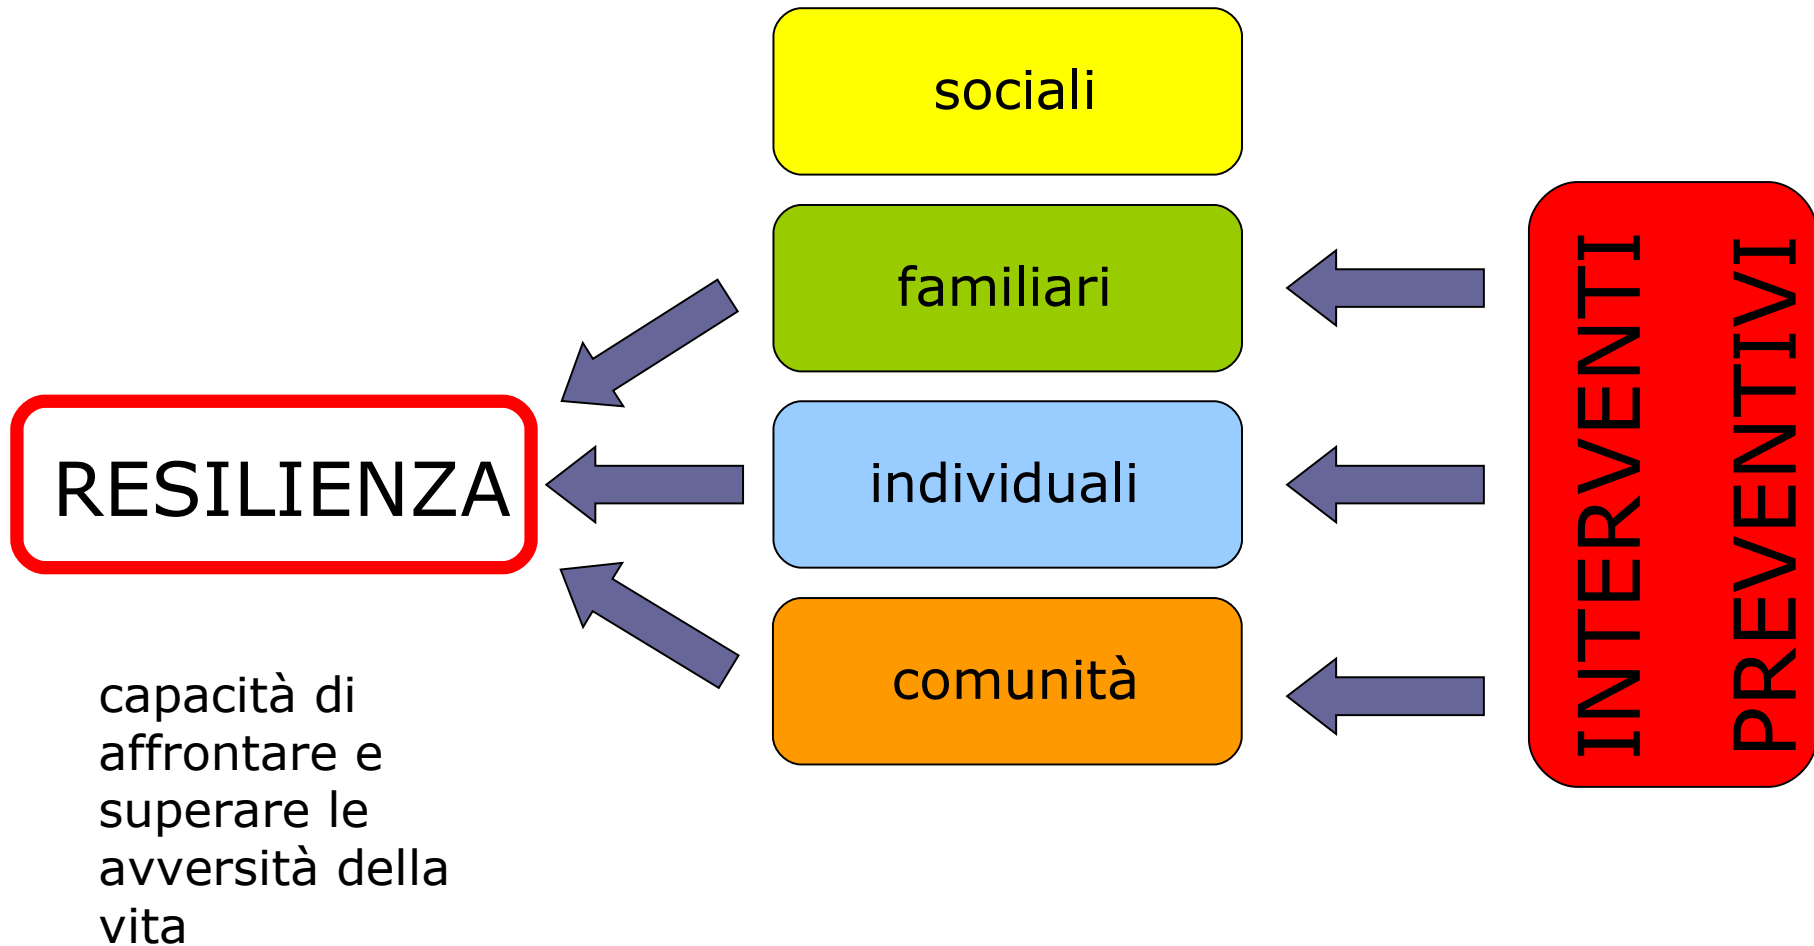 sociali
familiari
individuali
comunità
RESILIENZA
capacità di
affrontare e
superare le
avversità della
vita
INTERVENTI
PREVENTIVI